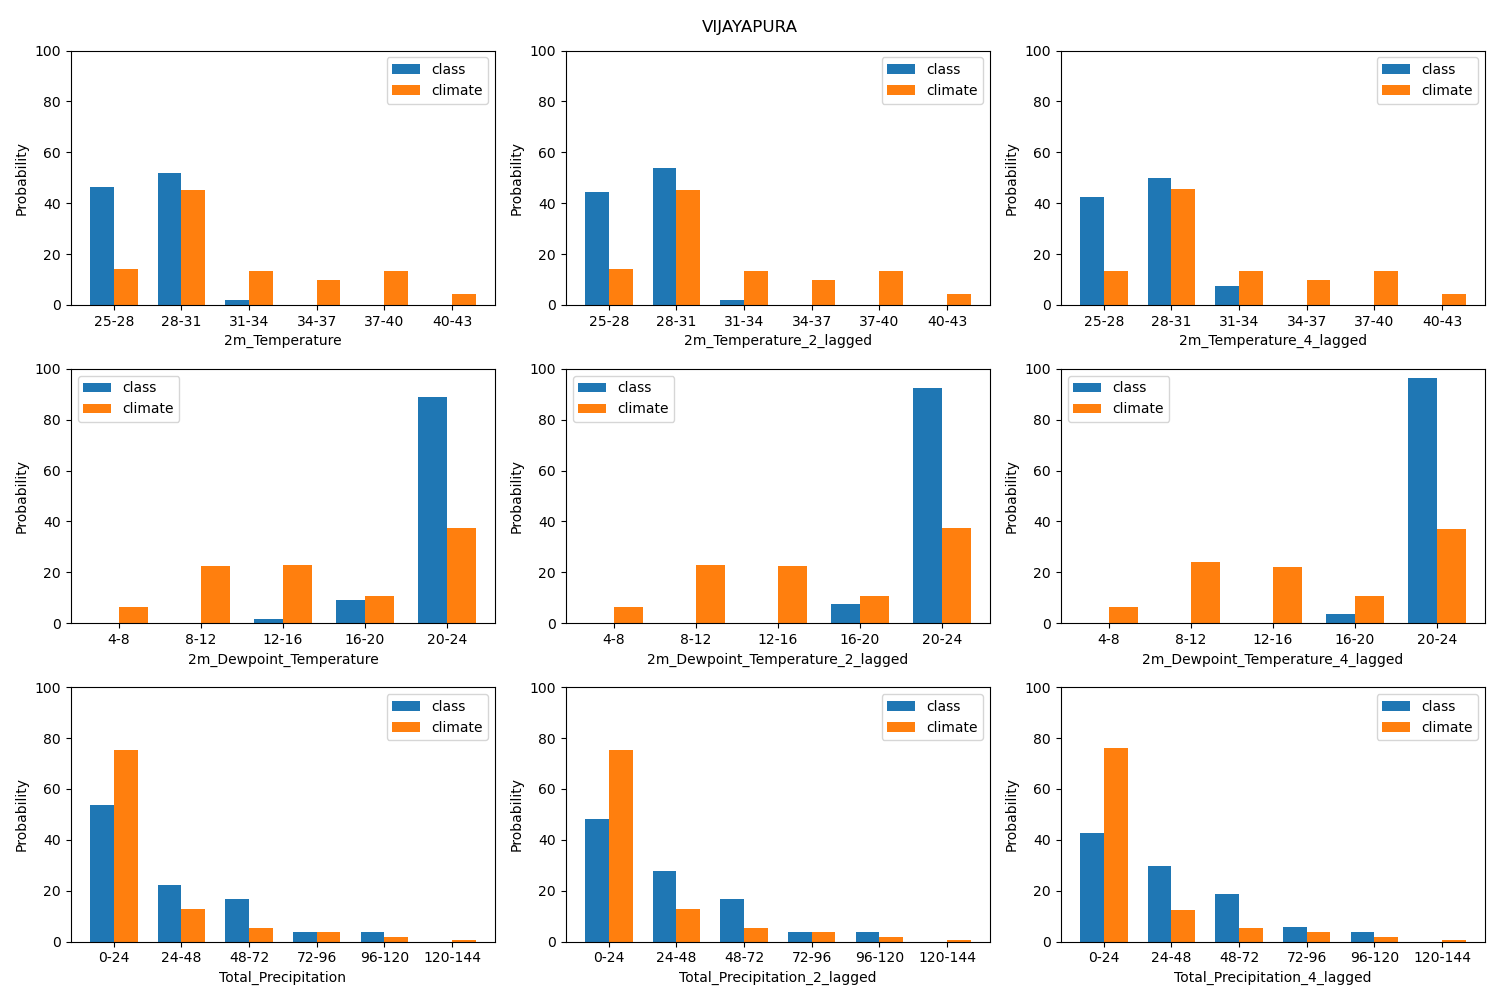 VIJAYAPURA
100
80
60
40
20
0
Probability
class
climate
25-28 28-31 31-34 34-37 37-40 40-43
2m_Temperature
100
80
60
40
20
0
Probability
class
climate
25-28 28-31 31-34 34-37 37-40 40-43
2m_Temperature_2_lagged
100
80
60
40
20
0
Probability
class
climate
25-28 28-31 31-34 34-37 37-40 40-43
2m_Temperature_4_lagged
100
80
60
40
20
0
Probability
class
climate
4-8 8-12 12-16 16-20 20-24
2m_Dewpoint_Temperature
100
80
60
40
20
0
Probability
class
climate
4-8 8-12 12-16 16-20 20-24
2m_Dewpoint_Temperature_2_lagged
100
80
60
40
20
0
Probability
class
climate
4-8 8-12 12-16 16-20 20-24
2m_Dewpoint_Temperature_4_lagged
100
80
60
40
20
0
Probability
class
climate
0-24 24-48 48-72 72-96 96-120 120-144
Total_Precipitation
100
80
60
40
20
0
Probability
class
climate
0-24 24-48 48-72 72-96 96-120 120-144
Total_Precipitation_2_lagged
100
80
60
40
20
0
Probability
class
climate
0-24 24-48 48-72 72-96 96-120 120-144
Total_Precipitation_4_lagged